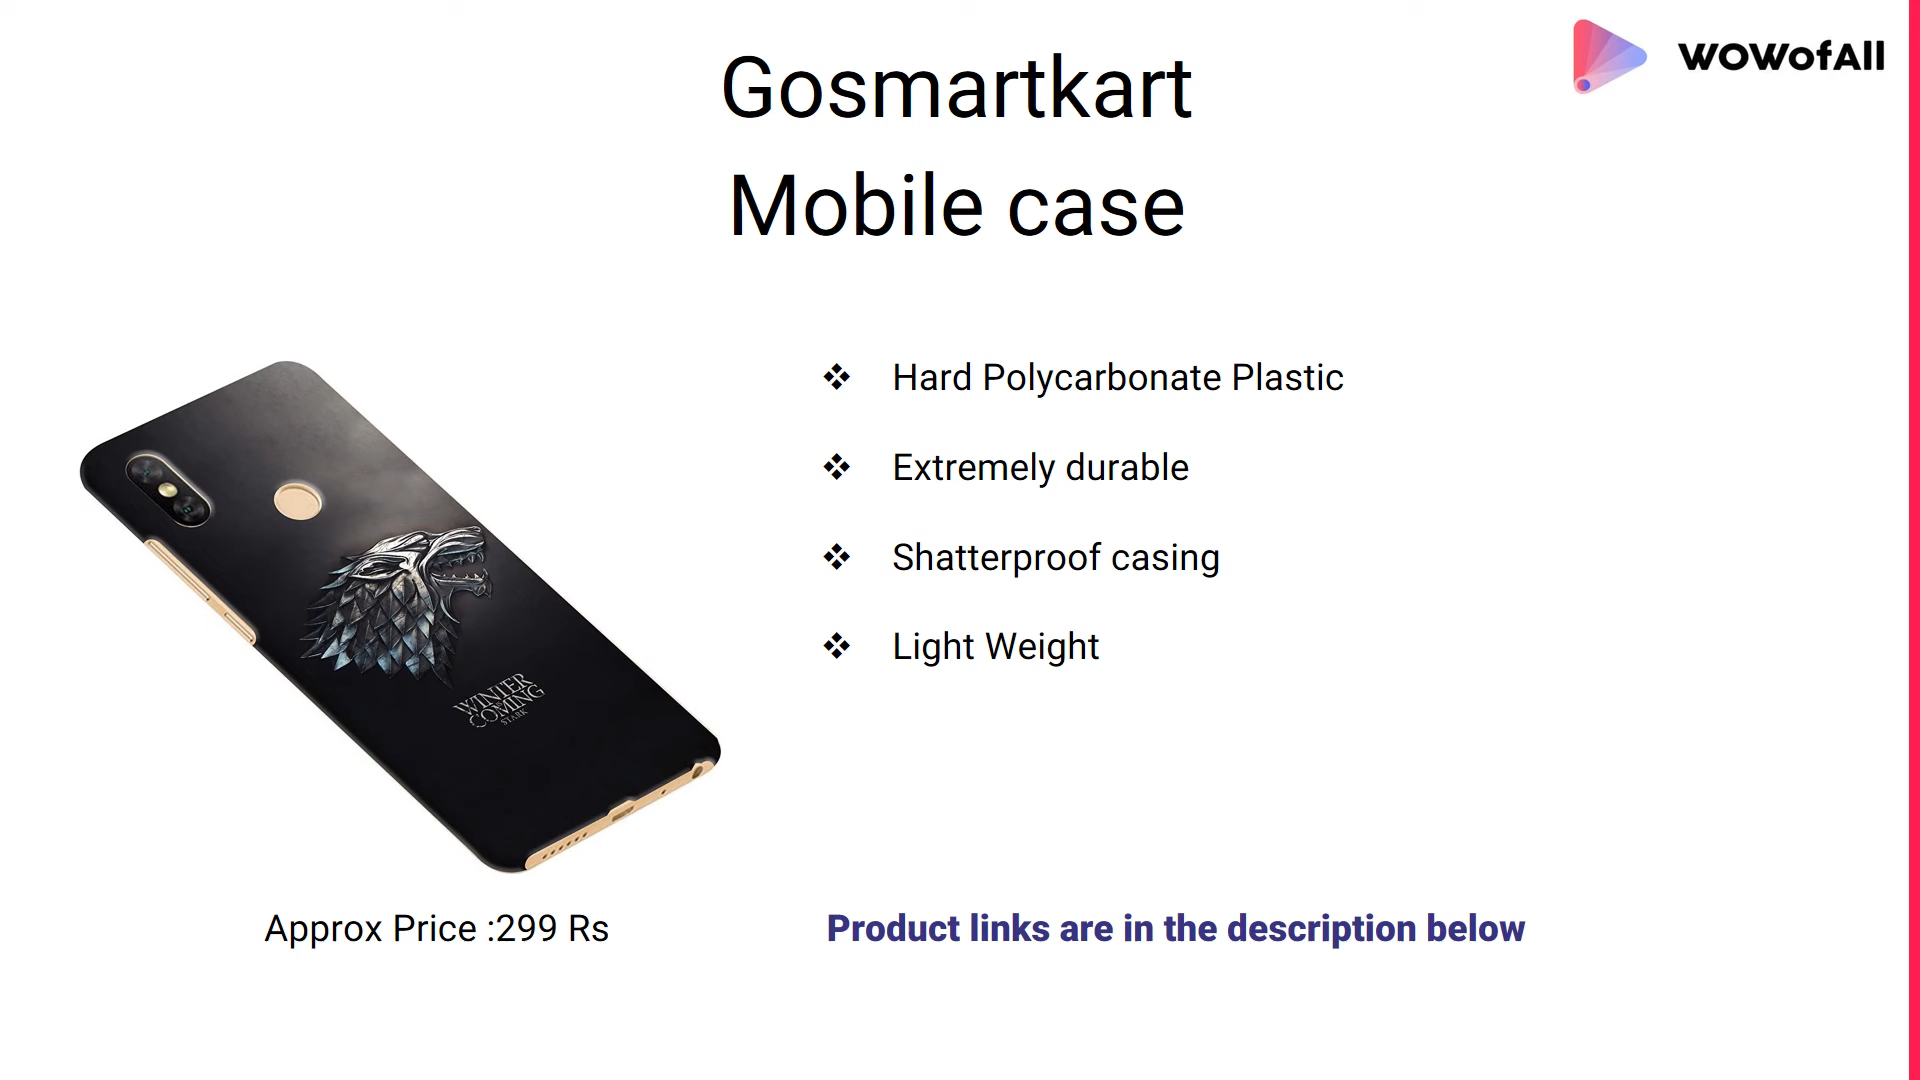 WOWofAll
Gosmartkart
Mobile case
❖ Hard Polycarbonate Plastic
❖ Extremely durable
❖ Shatterproof casing
❖ Light Weight
WINTER
IS
COMING
STARK
Approx Price :299 Rs
Product links are in the description below